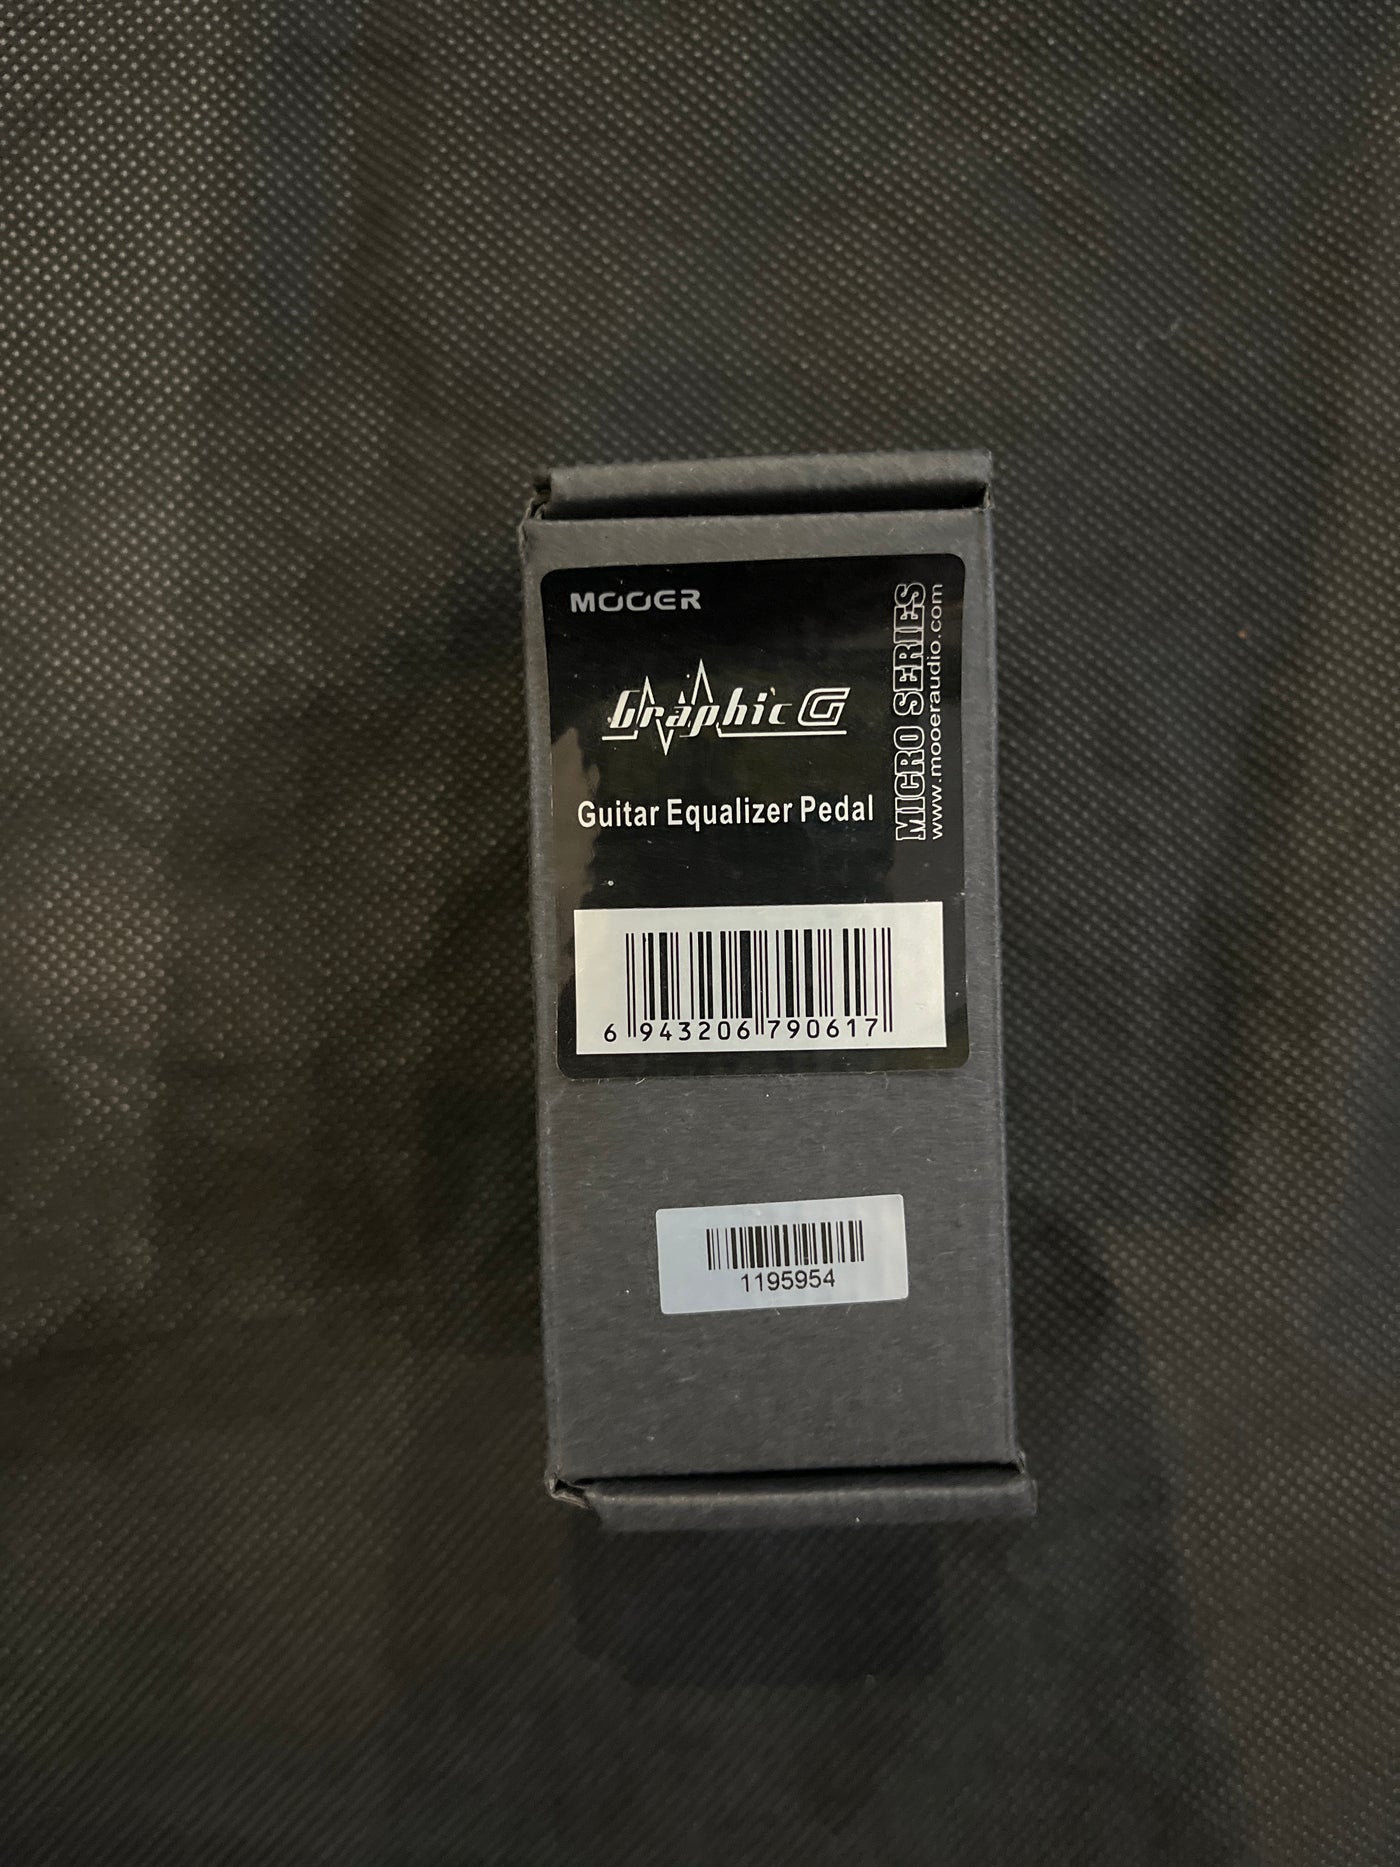 MOOER
Graphic G
Guitar Equalizer Pedal
MICRO SERIES
www.mooeraudio.com
6 943206 790617
1195954